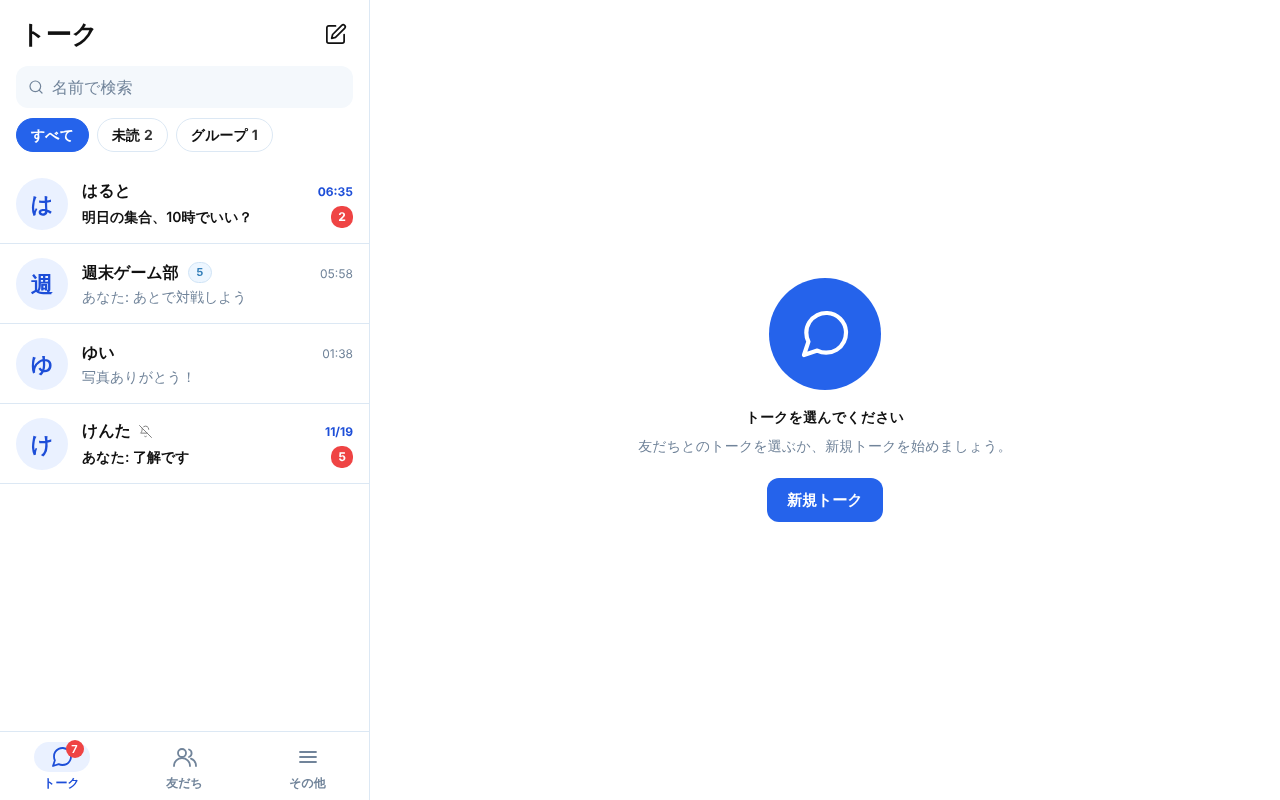 トーク
名前で検索
すべて
未読 2
グループ 1
は
はると
06:35
明日の集合、10時でいい？
2
週
週末ゲーム部
5
05:58
あなた: あとで対戦しよう
ゆ
ゆい
01:38
写真ありがとう！
け
けんた
11/19
あなた: 了解です
5
トークを選んでください
友だちとのトークを選ぶか、新規トークを始めましょう。
新規トーク
7
トーク
友だち
その他